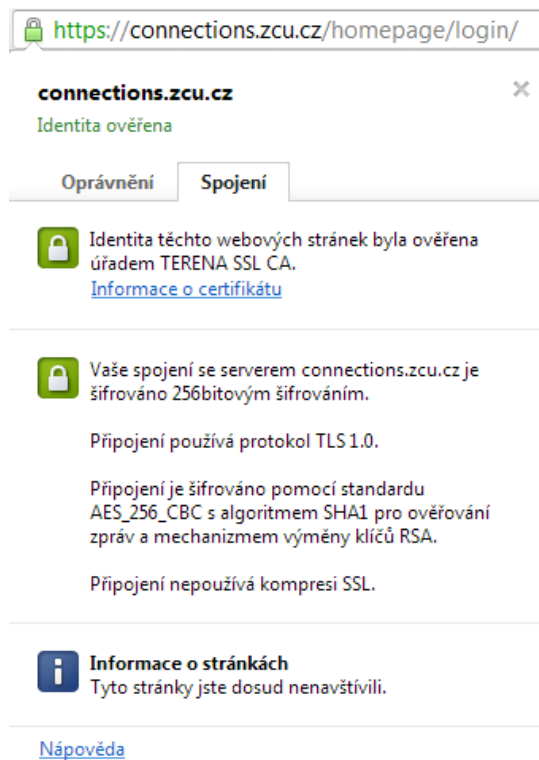 https://connections.zcu.cz/homepage/login/
connections.zcu.cz
Identita ověřena
Oprávnění
Spojení
Identita těchto webových stránek byla ověřena
úřadem TERENA SSL CA.
Informace o certifikátu
Vaše spojení se serverem connections.zcu.cz je
šifrováno 256bitovým šifrováním.
Připojení používá protokol TLS 1.0.
Připojení je šifrováno pomocí standardu
AES_256_CBC s algoritmem SHA1 pro ověřování
zpráv a mechanizmem výměny klíčů RSA.
Připojení nepoužívá kompresi SSL.
Informace o stránkách
Tyto stránky jste dosud nenavštívili.
Nápověda